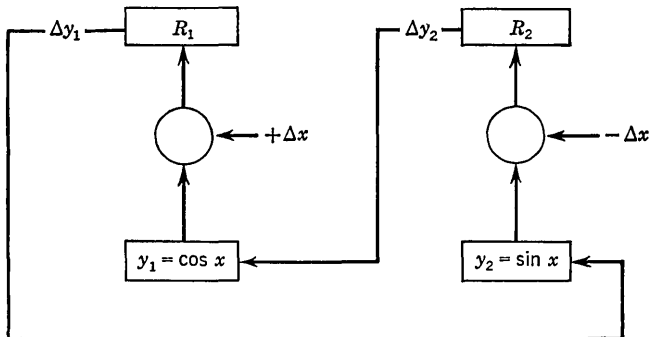 Δy₁
R₁
Δy₂
R₂
+Δx
−Δx
y₁ = cos x
y₂ = sin x